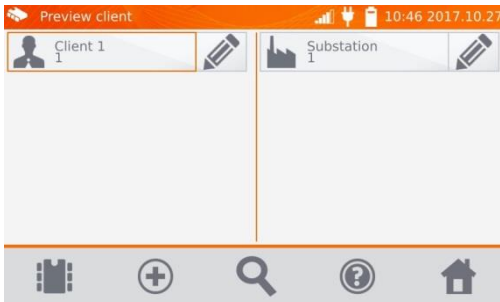 Preview client
10:46 2017.10.27
Client 1
1
Substation
1